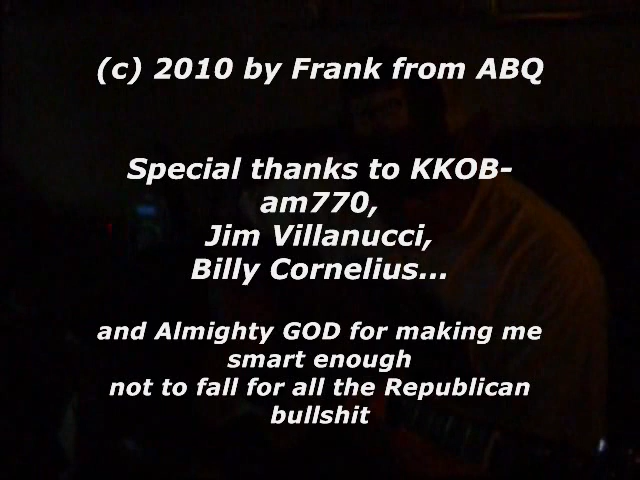 (c) 2010 by Frank from ABQ
Special thanks to KKOB-
am770,
Jim Villanucci,
Billy Cornelius...
and Almighty GOD for making me
smart enough
not to fall for all the Republican
bullshit